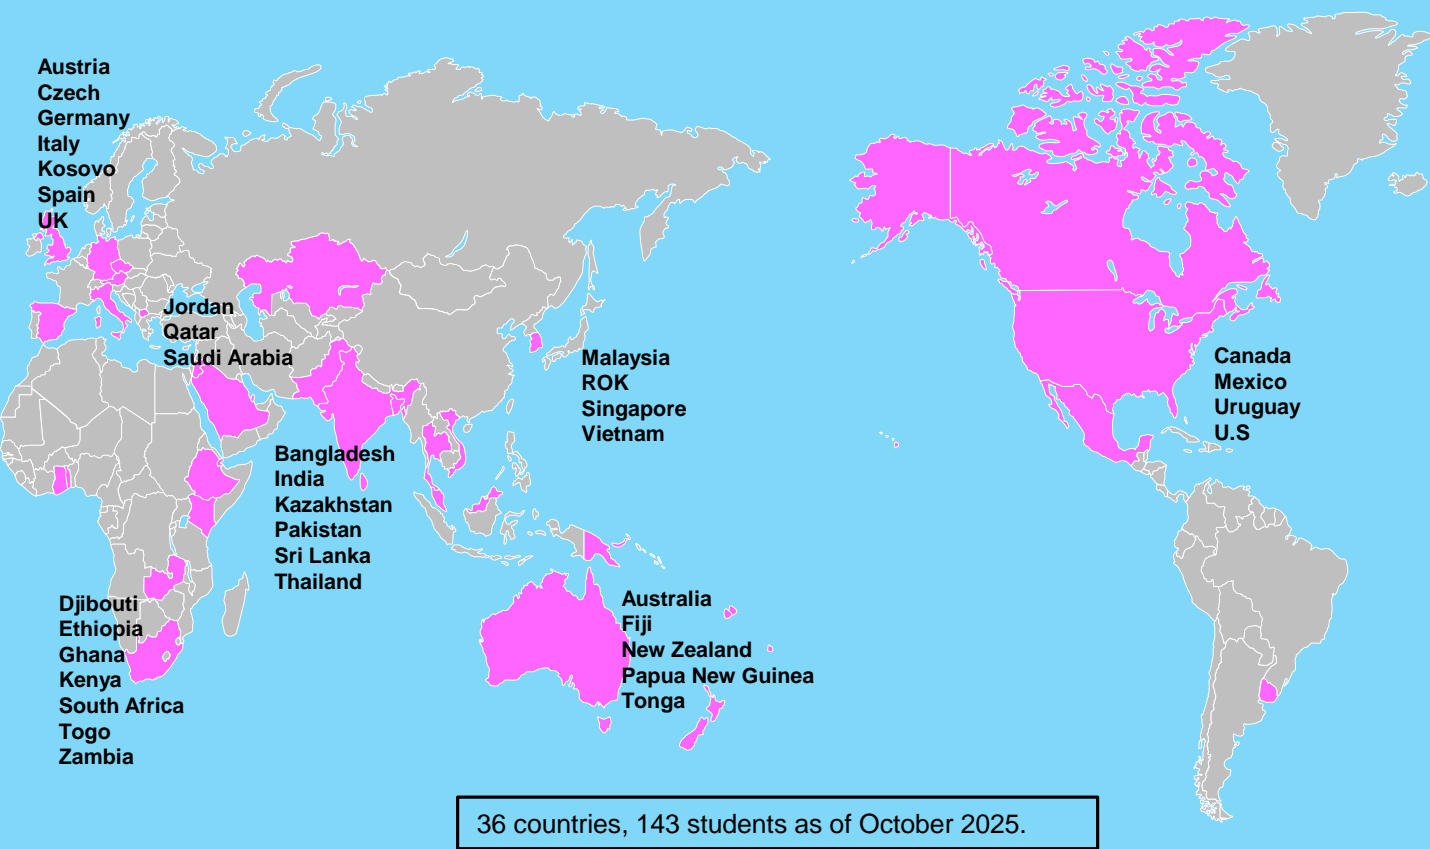 Austria
Czech
Germany
Italy
Kosovo
Spain
UK
Jordan
Qatar
Saudi Arabia
Malaysia
ROK
Singapore
Vietnam
Canada
Mexico
Uruguay
U.S
Bangladesh
India
Kazakhstan
Pakistan
Sri Lanka
Thailand
Djibouti
Ethiopia
Ghana
Kenya
South Africa
Togo
Zambia
Australia
Fiji
New Zealand
Papua New Guinea
Tonga
36 countries, 143 students as of October 2025.